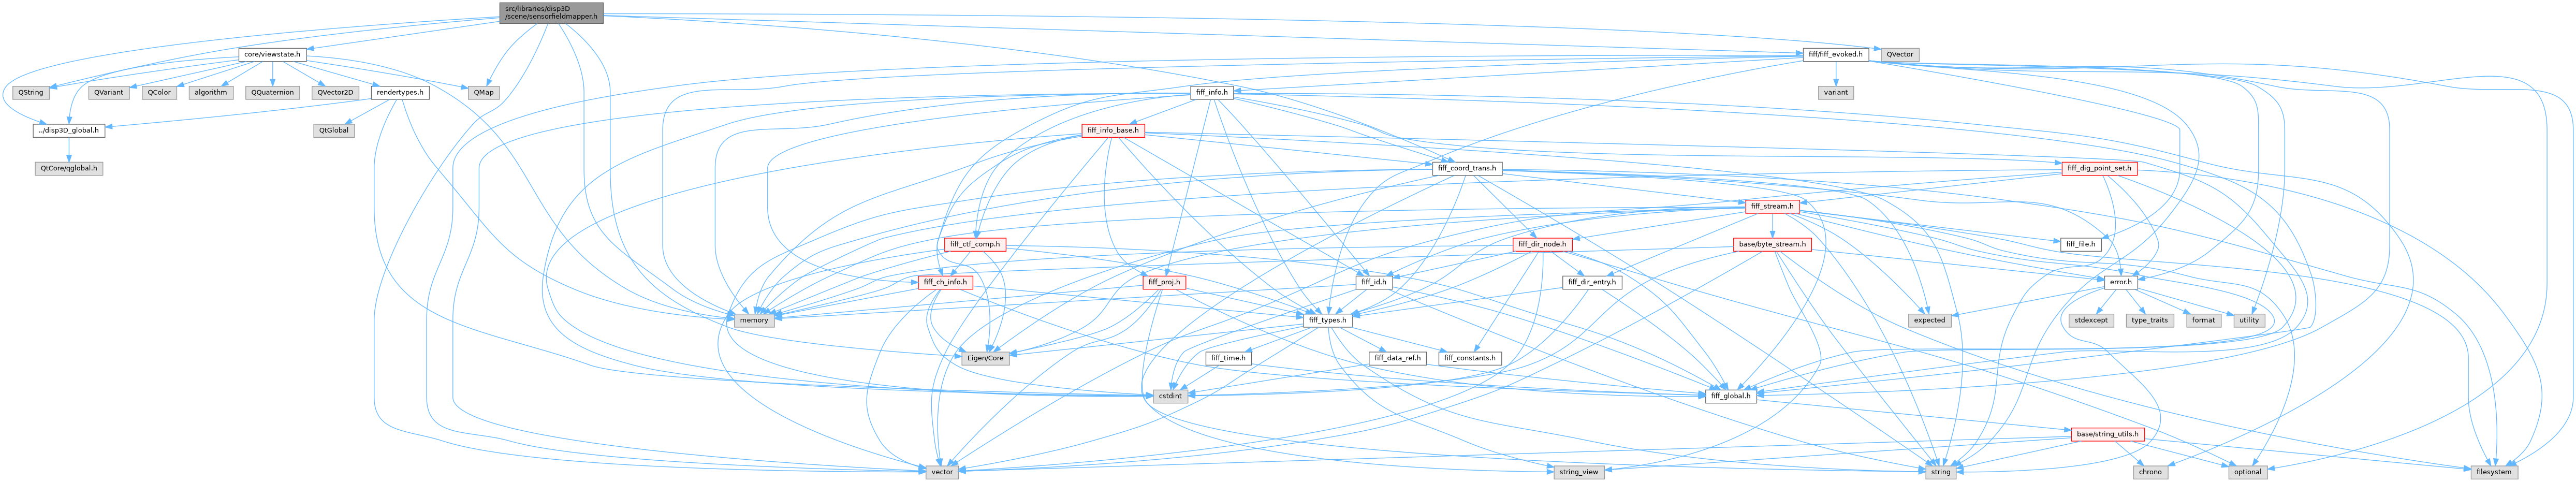 src/libraries/disp3D
/scene/sensorfieldmapper.h
core/viewstate.h
fiff/fiff_evoked.h
QVector
QString
QVariant
QColor
algorithm
QQuaternion
QVector2D
rendertypes.h
QMap
fiff_info.h
variant
../disp3D_global.h
QtGlobal
fiff_info_base.h
QtCore/qglobal.h
fiff_coord_trans.h
fiff_dig_point_set.h
fiff_stream.h
fiff_ctf_comp.h
fiff_dir_node.h
base/byte_stream.h
fiff_file.h
fiff_ch_info.h
fiff_proj.h
fiff_id.h
fiff_dir_entry.h
error.h
memory
fiff_types.h
expected
stdexcept
type_traits
format
utility
Eigen/Core
fiff_time.h
fiff_data_ref.h
fiff_constants.h
cstdint
fiff_global.h
base/string_utils.h
vector
string_view
string
chrono
optional
filesystem